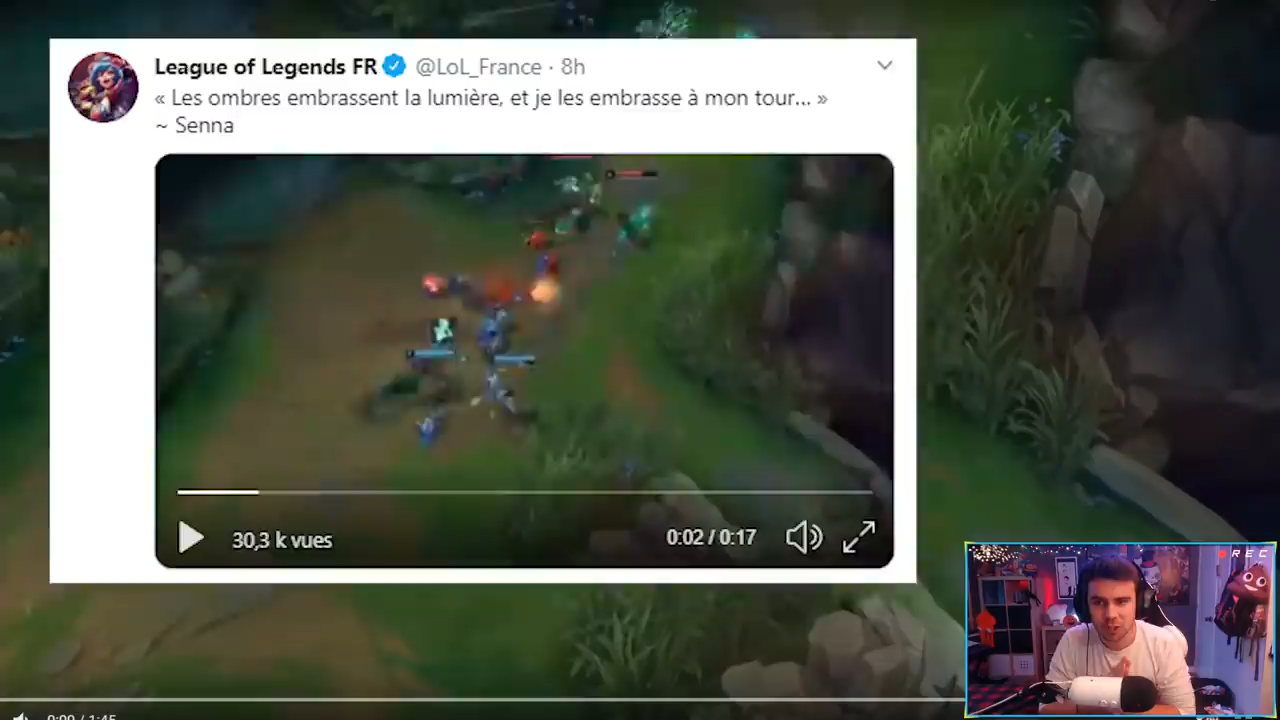 League of Legends FR @LoL_France · 8h
« Les ombres embrassent la lumière, et je les embrasse à mon tour... »
~ Senna
30,3 k vues
0:02 / 0:17
REC